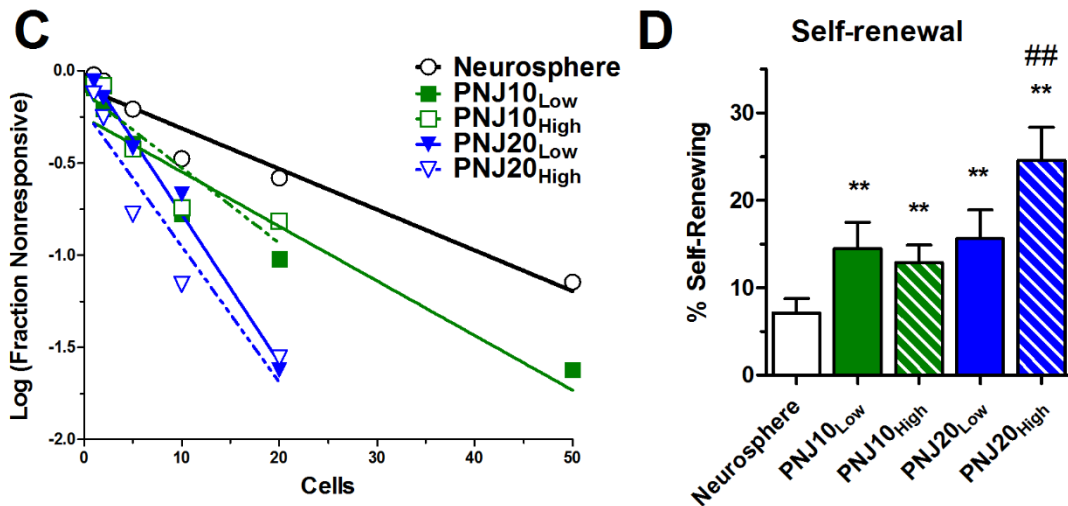 C
Log (Fraction Nonresponsive)
0.0
-0.5
-1.0
-1.5
-2.0
0
10
20
30
40
50
Cells
Neurosphere
PNJ10Low
PNJ10High
PNJ20Low
PNJ20High
D
Self-renewal
% Self-Renewing
30
20
10
0
**
**
**
##
**
Neurosphere
PNJ10Low
PNJ10High
PNJ20Low
PNJ20High